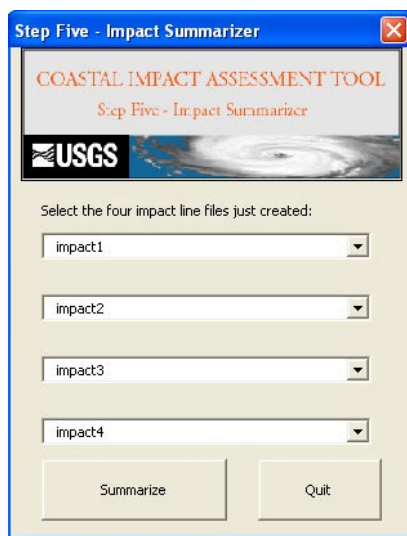 Step Five - Impact Summarizer
COASTAL IMPACT ASSESSMENT TOOL
Step Five - Impact Summarizer
USGS
Select the four impact line files just created:
impact1
impact2
impact3
impact4
Summarize Quit